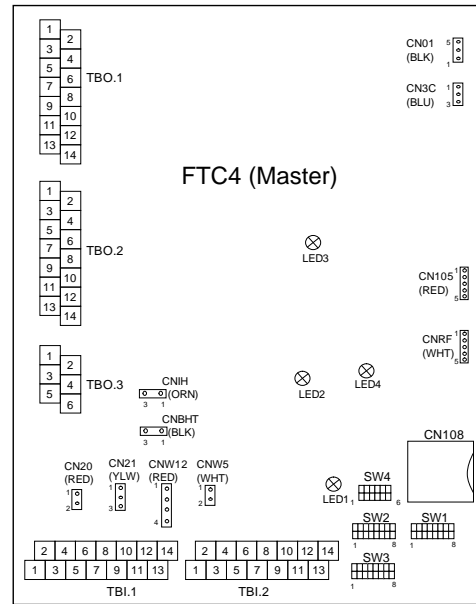 1
2
3
4
5
6
7
8
9
10
11
12
13
14
TBO.1
CN01
(BLK)
5
1
CN3C
(BLU)
1
3
FTC4 (Master)
1
2
3
4
5
6
7
8
9
10
11
12
13
14
TBO.2
LED3
CN105
(RED)
1
5
CNRF
(WHT)
1
5
1
2
3
4
5
6
TBO.3
CNIH
(ORN)
3 1
CNBHT
(BLK)
3 1
LED2
LED4
CN108
CN20
(RED)
1
2
CN21
(YLW)
1
3
CNW12
(RED)
1
4
CNW5
(WHT)
1
2
LED1
SW4
1 6
SW2
1 8
SW1
1 8
SW3
1 8
2 4 6 8 10 12 14
1 3 5 7 9 11 13
TBI.1
2 4 6 8 10 12 14
1 3 5 7 9 11 13
TBI.2